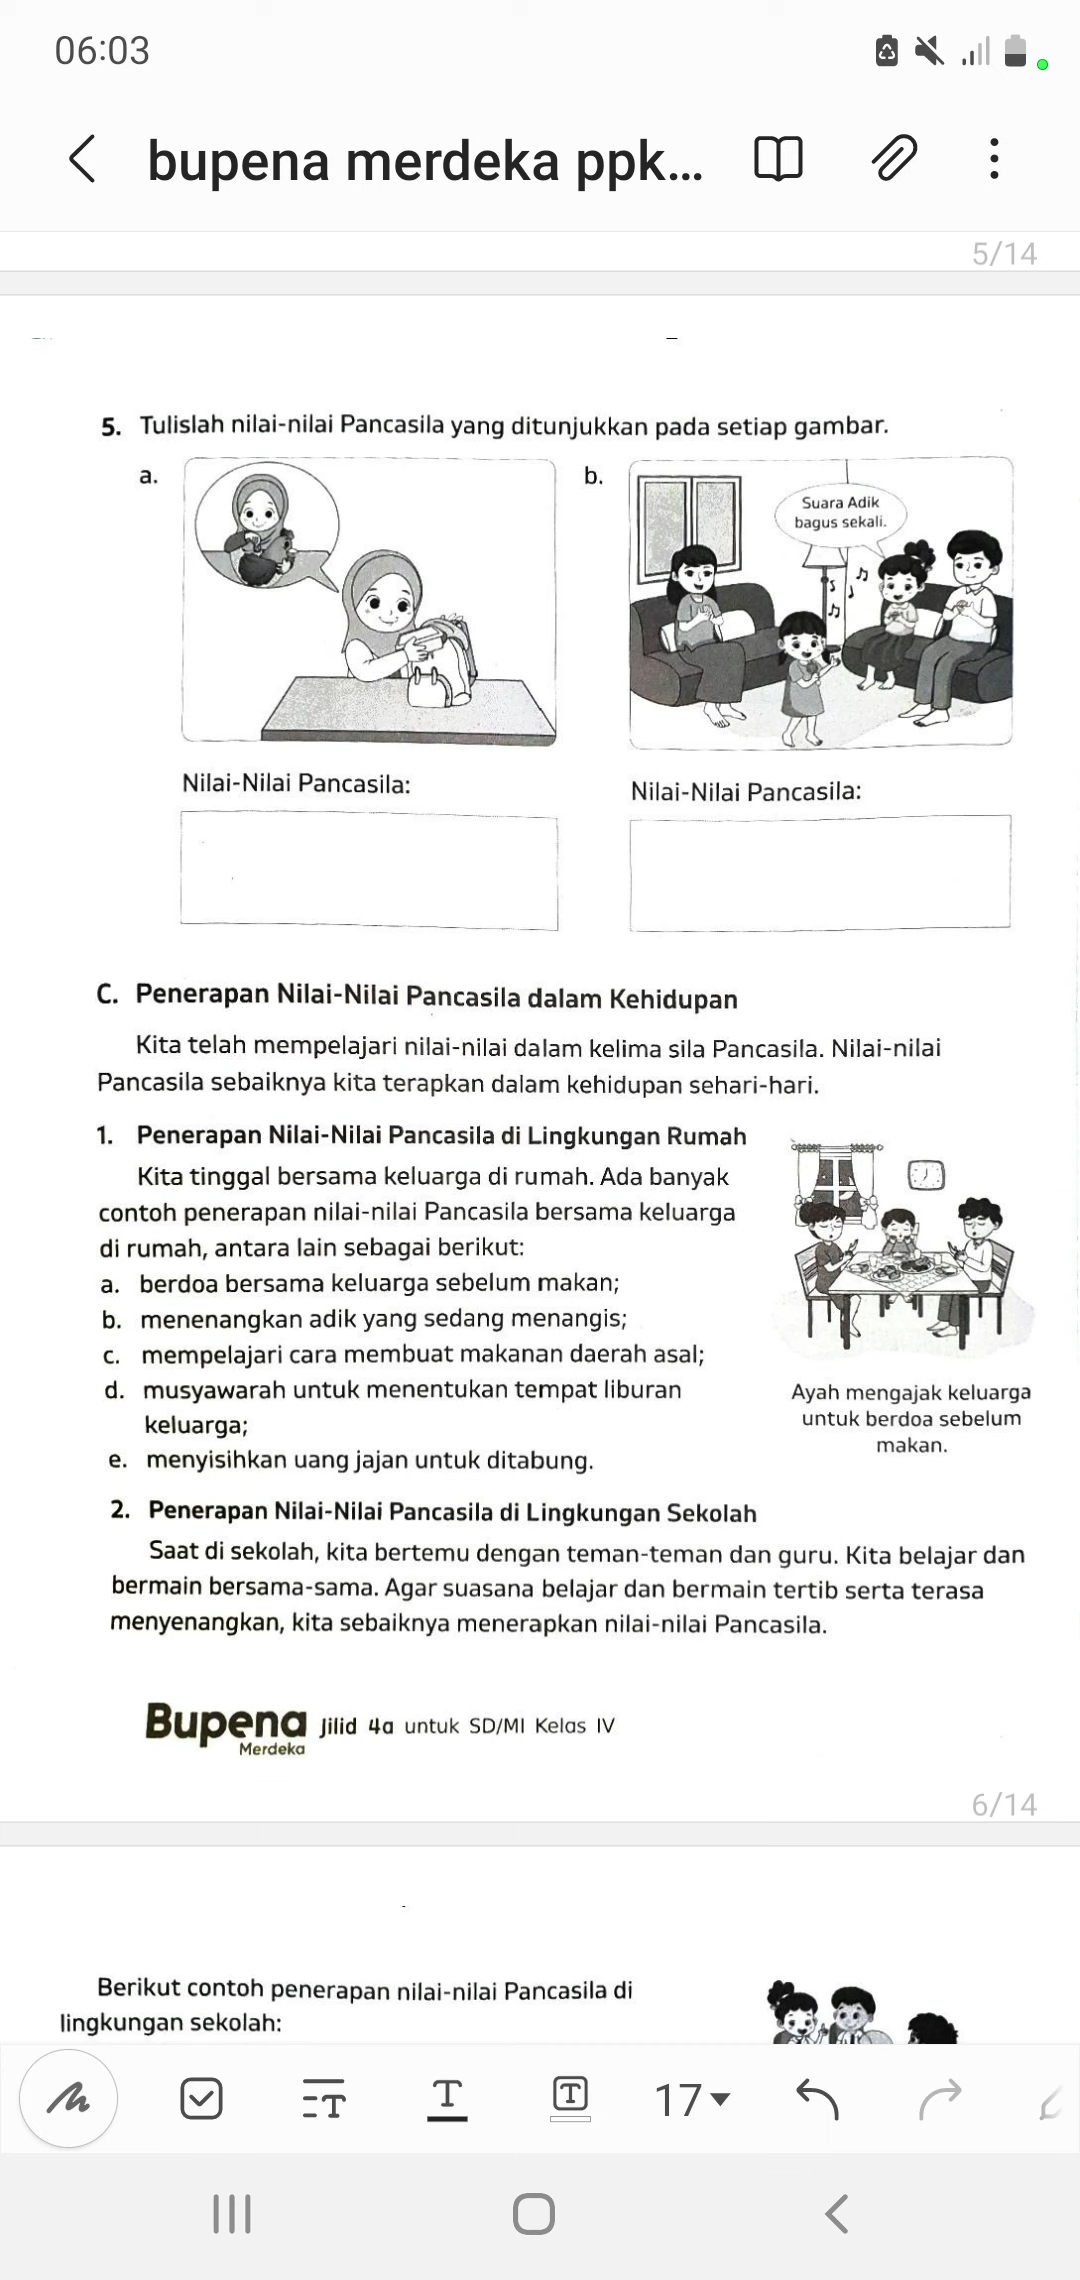 06:03
bupena merdeka ppk...
5/14
5. Tulislah nilai-nilai Pancasila yang ditunjukkan pada setiap gambar.
a.
b.
Suara Adik
bagus sekali.
Nilai-Nilai Pancasila:
Nilai-Nilai Pancasila:
C. Penerapan Nilai-Nilai Pancasila dalam Kehidupan
Kita telah mempelajari nilai-nilai dalam kelima sila Pancasila. Nilai-nilai
Pancasila sebaiknya kita terapkan dalam kehidupan sehari-hari.
1. Penerapan Nilai-Nilai Pancasila di Lingkungan Rumah
Kita tinggal bersama keluarga di rumah. Ada banyak
contoh penerapan nilai-nilai Pancasila bersama keluarga
di rumah, antara lain sebagai berikut:
a. berdoa bersama keluarga sebelum makan;
b. menenangkan adik yang sedang menangis;
c. mempelajari cara membuat makanan daerah asal;
d. musyawarah untuk menentukan tempat liburan
keluarga;
e. menyisihkan uang jajan untuk ditabung.
Ayah mengajak keluarga
untuk berdoa sebelum
makan.
2. Penerapan Nilai-Nilai Pancasila di Lingkungan Sekolah
Saat di sekolah, kita bertemu dengan teman-teman dan guru. Kita belajar dan
bermain bersama-sama. Agar suasana belajar dan bermain tertib serta terasa
menyenangkan, kita sebaiknya menerapkan nilai-nilai Pancasila.
Bupena Jilid 4a untuk SD/MI Kelas IV
Merdeka
6/14
Berikut contoh penerapan nilai-nilai Pancasila di
lingkungan sekolah:
17